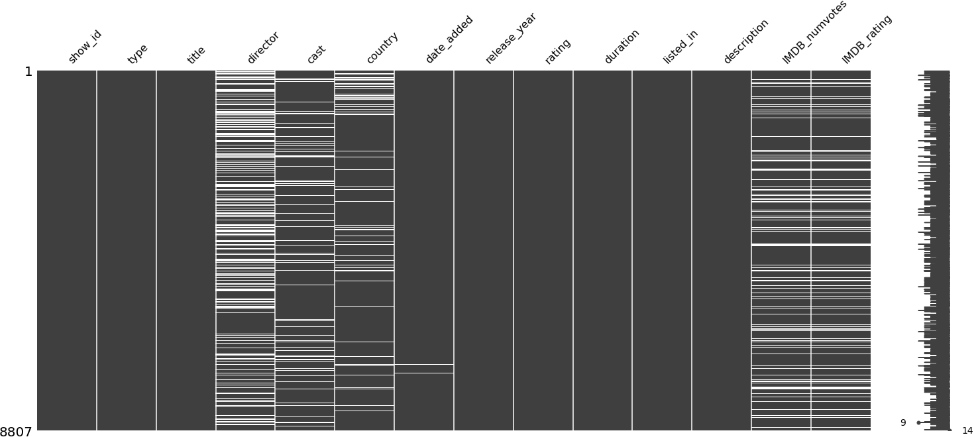 show_id
type
title
director
cast
country
date_added
release_year
rating
duration
listed_in
description
IMDB_numvotes
IMDB_rating
1
9
14
8807